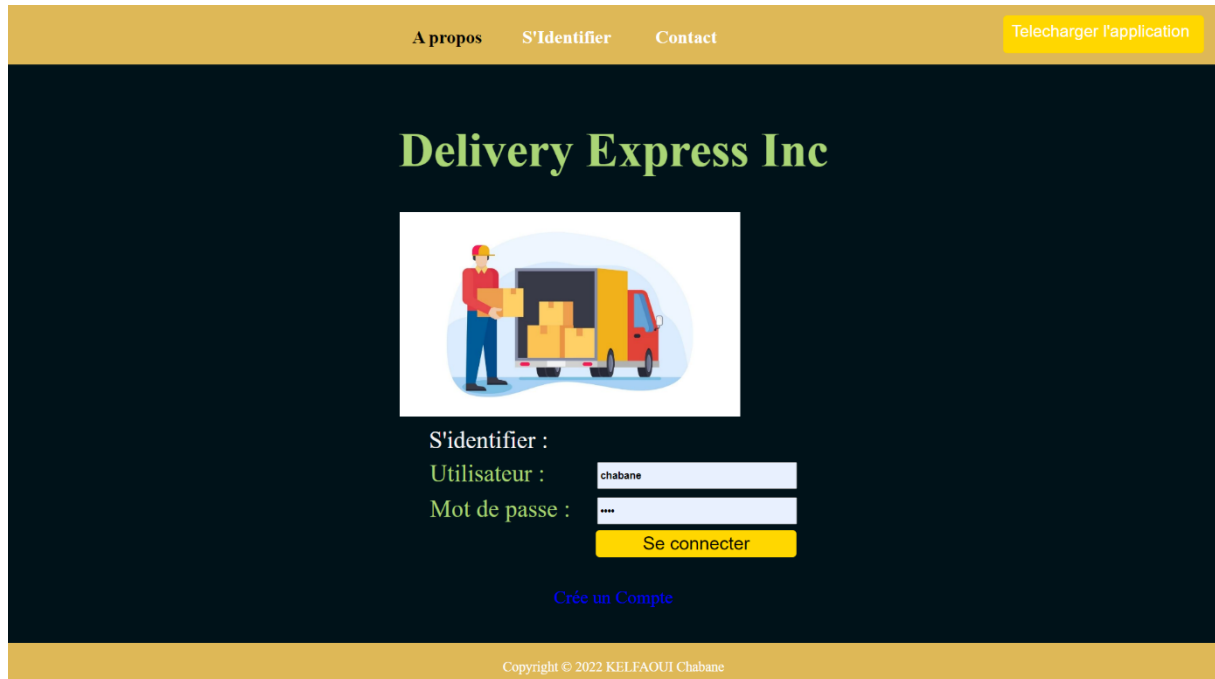 A propos S'Identifier Contact Telecharger l'application
Delivery Express Inc
S'identifier :
Utilisateur : chabane
Mot de passe : ••••
Se connecter
Crée un Compte
Copyright © 2022 KELFAOUI Chabane